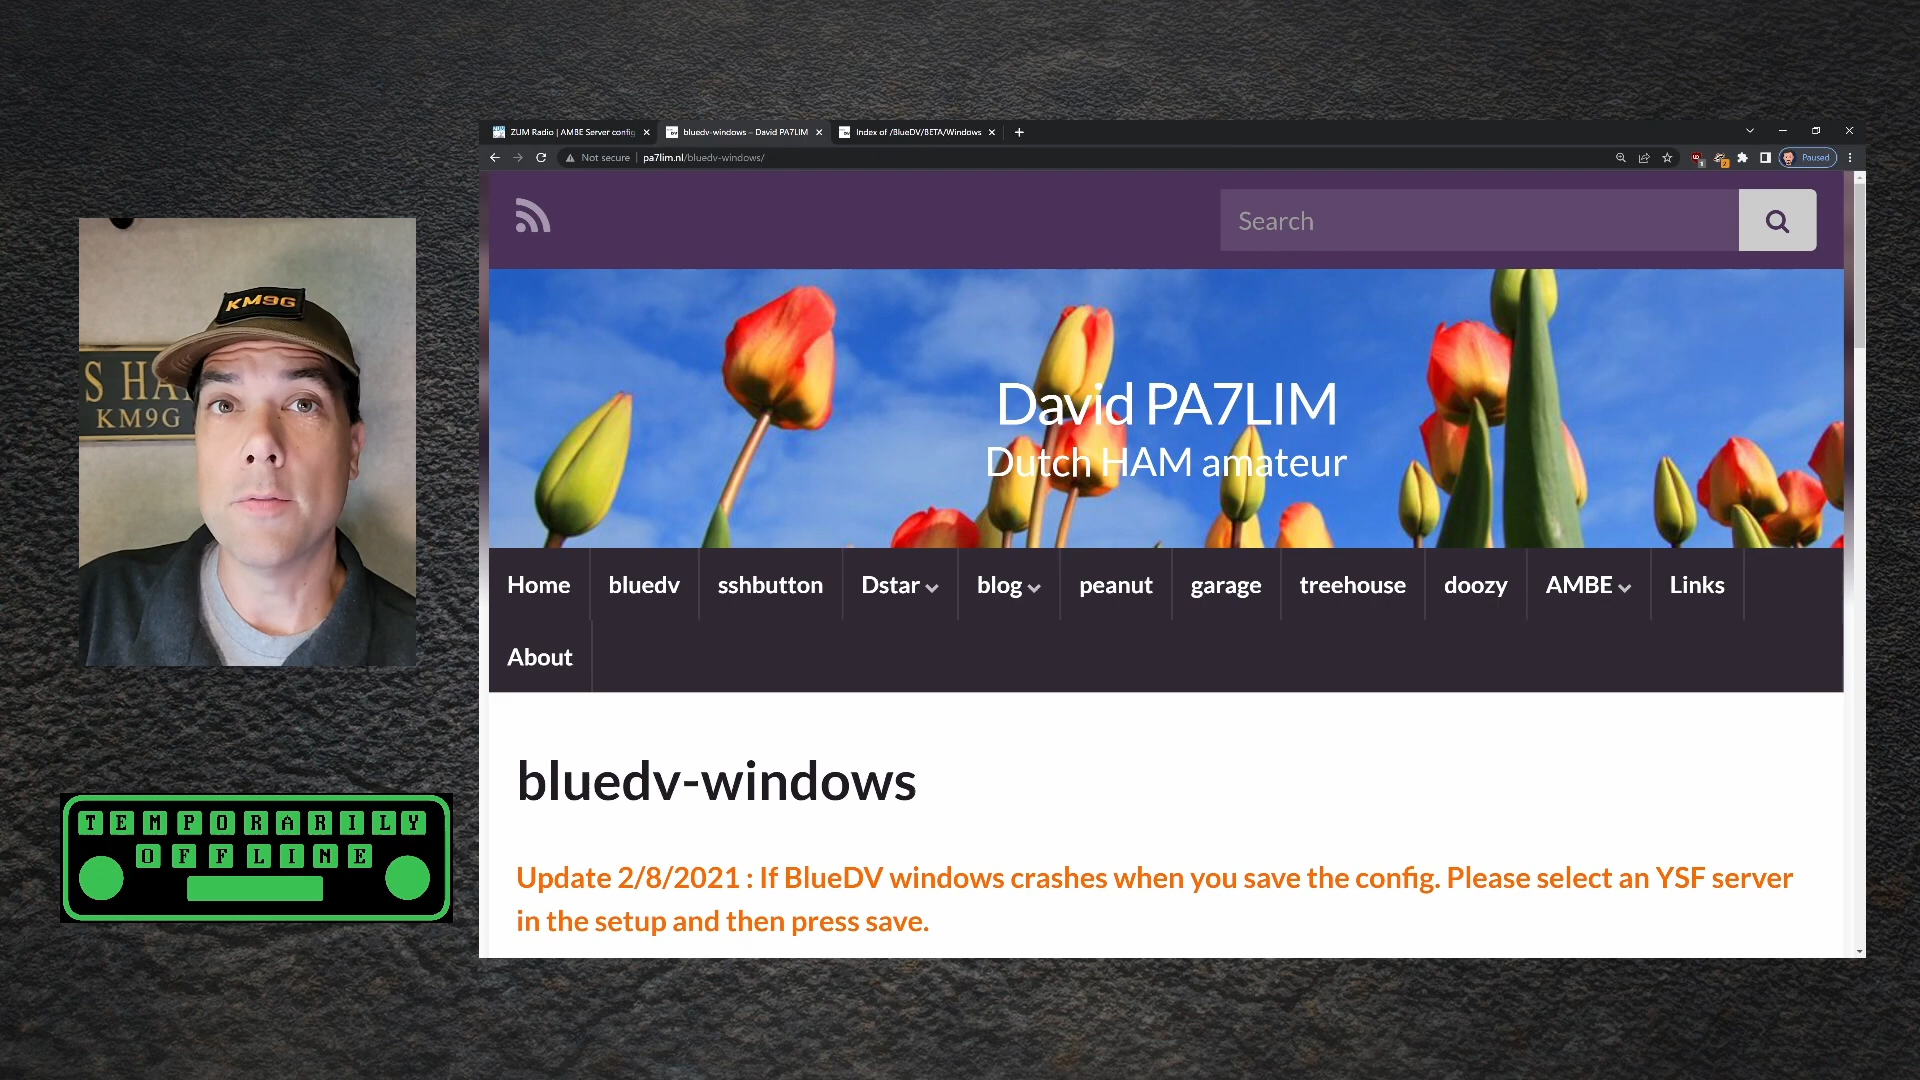 KM9G
S HA
KM9G
TEMPORARILY
OFFLINE
ZUM Radio | AMBE Server config
bluedv-windows – David PA7LIM
Index of /BlueDV/BETA/Windows
Not secure
pa7lim.nl/bluedv-windows/
Paused
Search
David PA7LIM
Dutch HAM amateur
Home
bluedv
sshbutton
Dstar
blog
peanut
garage
treehouse
doozy
AMBE
Links
About
bluedv-windows
Update 2/8/2021 : If BlueDV windows crashes when you save the config. Please select an YSF server
in the setup and then press save.